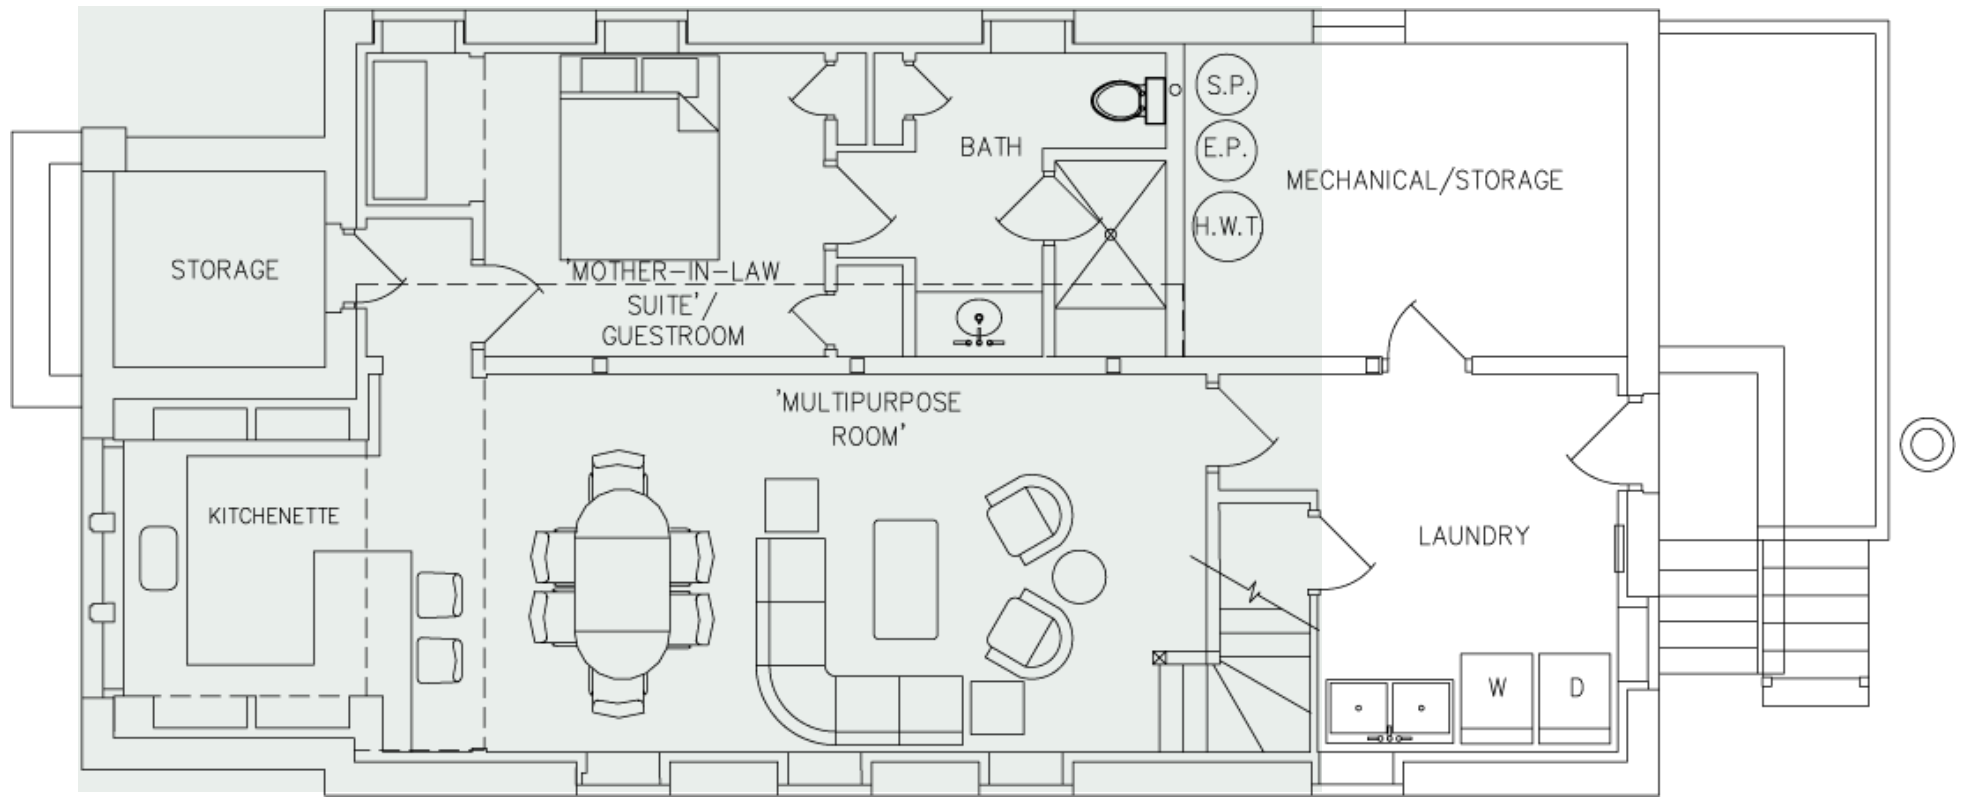 S.P.
E.P.
BATH
MECHANICAL/STORAGE
H.W.T.
STORAGE
'MOTHER-IN-LAW
SUITE'/
GUESTROOM
'MULTIPURPOSE
ROOM'
KITCHENETTE
LAUNDRY
W
D